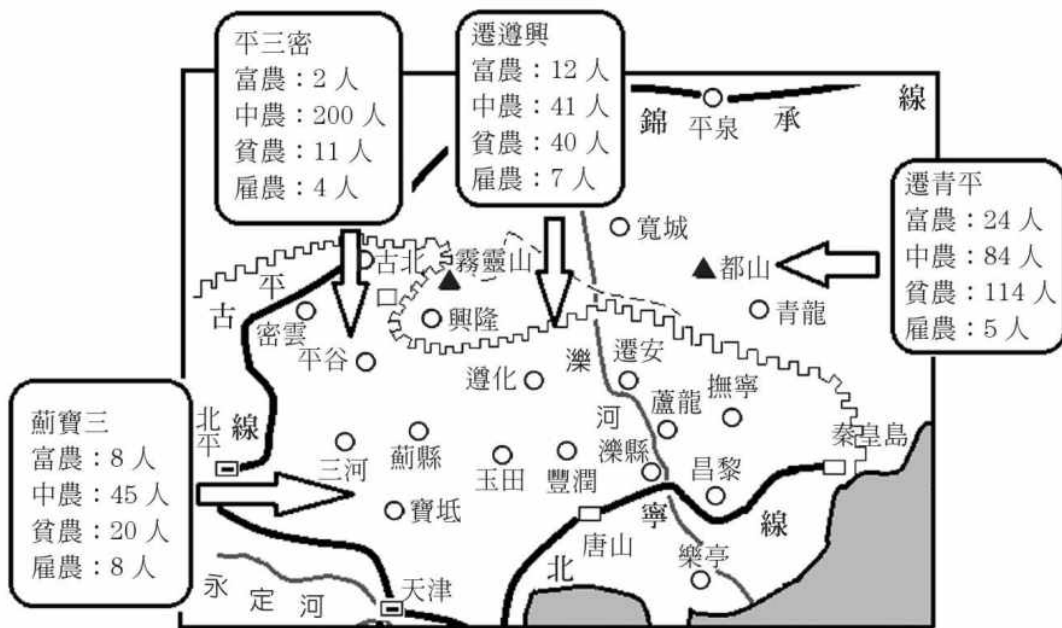 平三密
富農：2 人
中農：200 人
貧農：11 人
雇農：4 人
遷遵興
富農：12 人
中農：41 人
貧農：40 人
雇農：7 人
遷青平
富農：24 人
中農：84 人
貧農：114 人
雇農：5 人
薊寶三
富農：8 人
中農：45 人
貧農：20 人
雇農：8 人
錦承線
平泉
寬城
都山
青龍
古北
霧靈山
興隆
平古線
密雲
平谷
遵化
遷安
撫寧
盧龍
灤河
灤縣
昌黎
秦皇島
北平
三河
薊縣
玉田
豐潤
寶坻
唐山
北寧線
樂亭
天津
永定河